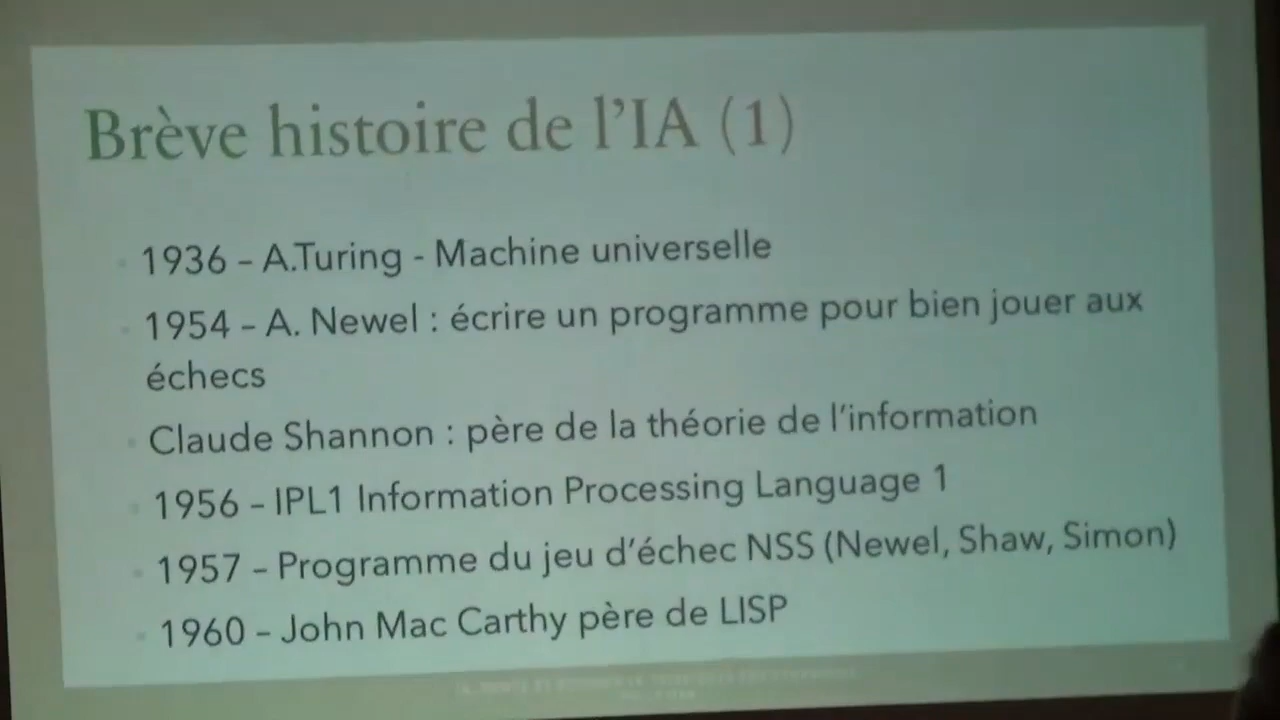 Brève histoire de l'IA (1)
1936 – A.Turing - Machine universelle
1954 – A. Newel : écrire un programme pour bien jouer aux
échecs
Claude Shannon : père de la théorie de l'information
1956 – IPL1 Information Processing Language 1
1957 – Programme du jeu d'échec NSS (Newel, Shaw, Simon)
1960 – John Mac Carthy père de LISP